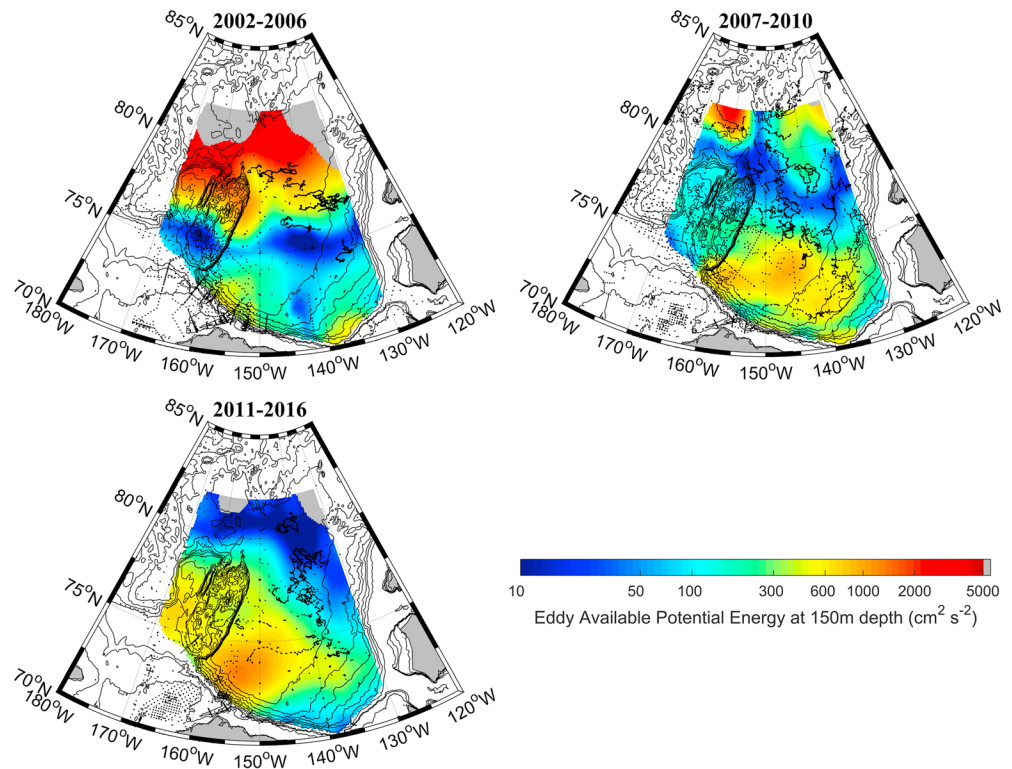 2002-2006
85°N
80°N
75°N
70°N
180°W
170°W
160°W
150°W
140°W
130°W
120°W
2007-2010
85°N
80°N
75°N
70°N
180°W
170°W
160°W
150°W
140°W
130°W
120°W
2011-2016
85°N
80°N
75°N
70°N
180°W
170°W
160°W
150°W
140°W
130°W
120°W
10 50 100 300 600 1000 2000 5000
Eddy Available Potential Energy at 150m depth (cm² s⁻²)